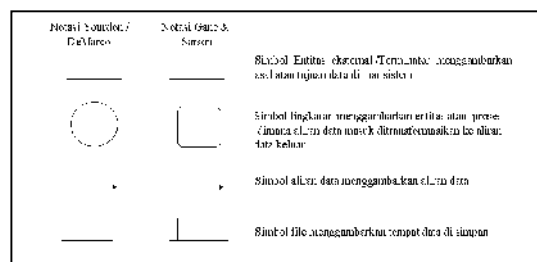 Notasi Yourdon /
DeMarco
Notasi Gane &
Sarson
Simbol Entitas eksternal /Terminator menggambarkan
asal atau tujuan data di luar sistem
Simbol lingkaran menggambarkan entitas atau proses
dimana aliran data masuk ditransformasikan ke aliran
data keluar
Simbol aliran data menggambarkan aliran data
Simbol file menggambarkan tempat data di simpan